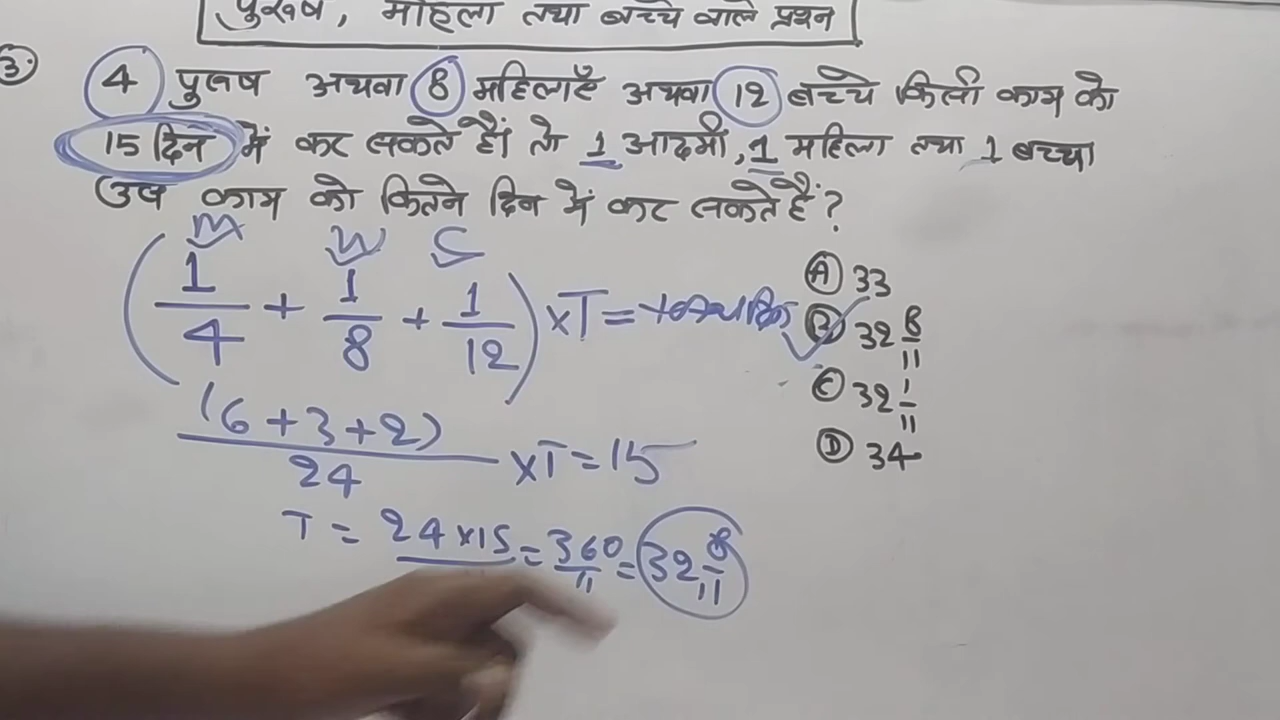 पुरुष, महिला तथा बच्चे वाले प्रश्न
3. 4 पुरुष अथवा 8 महिलाएँ अथवा 12 बच्चे किसी काम को
15 दिन में कर सकते हैं। तो 1 आदमी, 1 महिला तथा 1 बच्चा
उस काम को कितने दिन में कर सकते हैं?
M W C
(1/4 + 1/8 + 1/12) × T =
(6+3+2)/24 × T = 15
T = 24×15 = 360/11 = 32 8/11
(A) 33
(B) 32 8/11
(C) 32 1/11
(D) 34